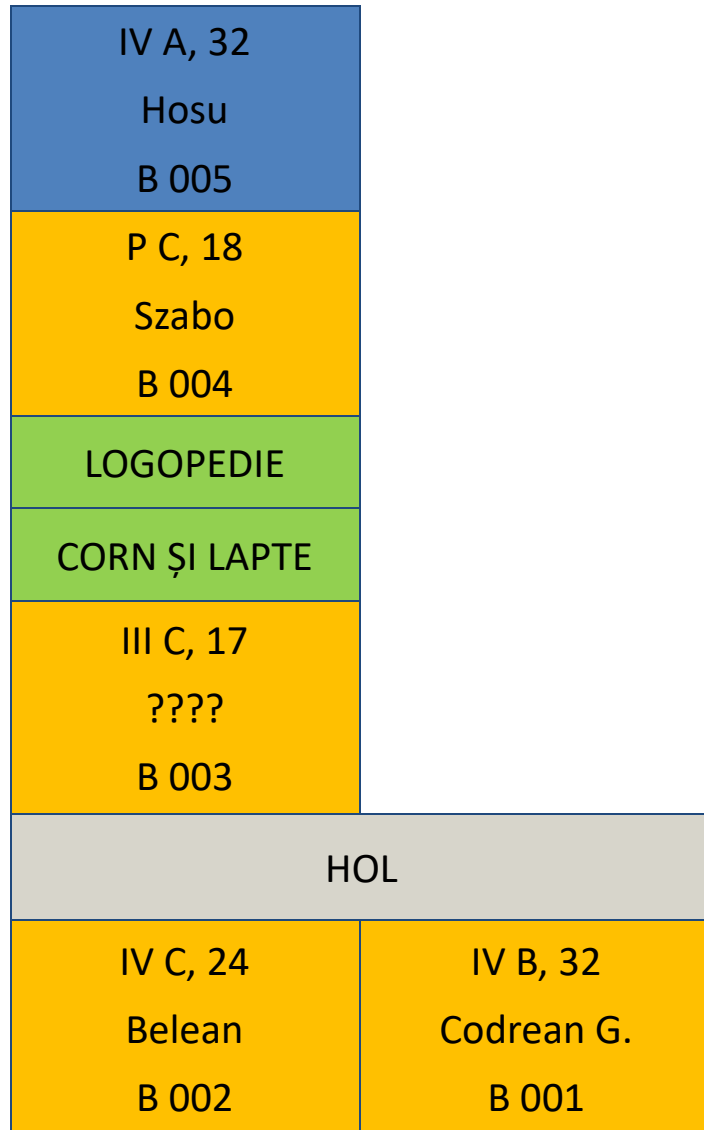 IV A, 32
Hosu
B 005
P C, 18
Szabo
B 004
LOGOPEDIE
CORN ȘI LAPTE
III C, 17
????
B 003
HOL
IV C, 24
Belean
B 002
IV B, 32
Codrean G.
B 001